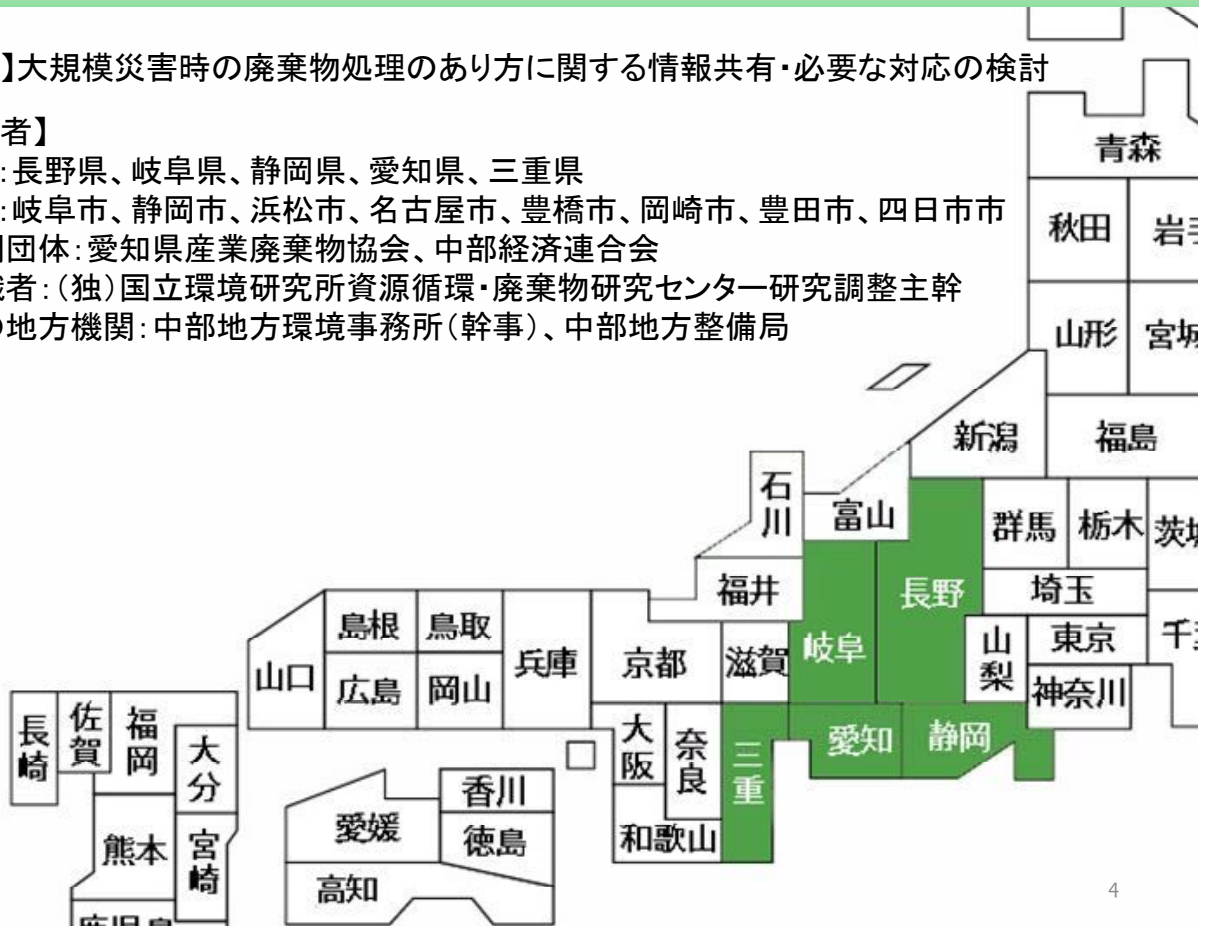 】大規模災害時の廃棄物処理のあり方に関する情報共有・必要な対応の検討
者】
：長野県、岐阜県、静岡県、愛知県、三重県
：岐阜市、静岡市、浜松市、名古屋市、豊橋市、岡崎市、豊田市、四日市市
団体：愛知県産業廃棄物協会、中部経済連合会
者：（独）国立環境研究所資源循環・廃棄物研究センター研究調整主幹
地方機関：中部地方環境事務所（幹事）、中部地方整備局
青森
秋田
岩
山形
宮城
新潟
福島
石川
富山
群馬
栃木
茨
福井
長野
埼玉
島根
鳥取
兵庫
京都
滋賀
岐阜
山梨
東京
千
山口
広島
岡山
神奈川
長崎
佐賀
福岡
大分
大阪
奈良
三重
愛知
静岡
香川
愛媛
徳島
和歌山
熊本
宮崎
高知
4